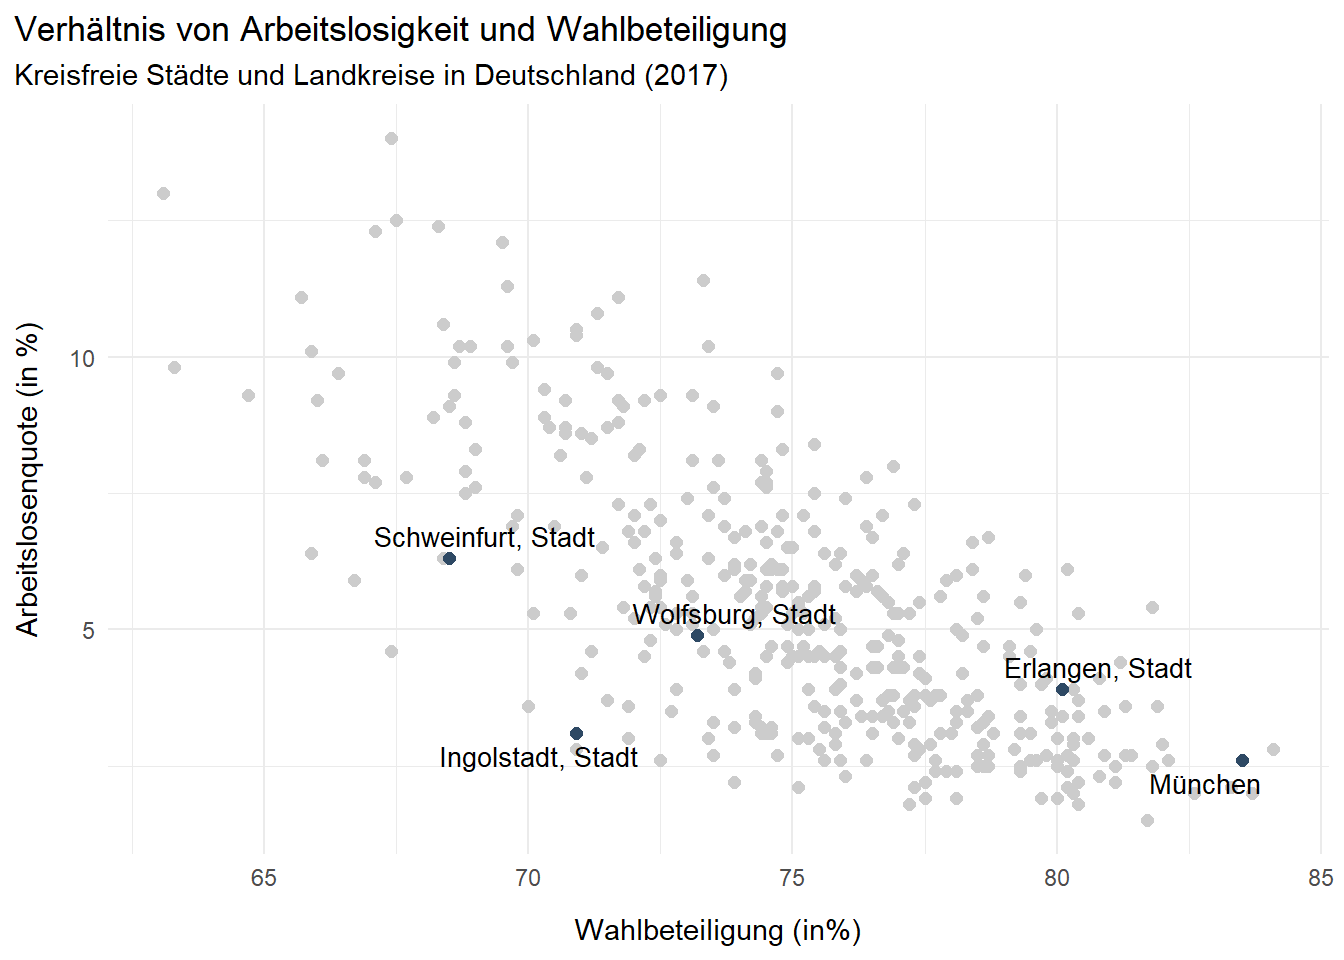 Verhältnis von Arbeitslosigkeit und Wahlbeteiligung
Kreisfreie Städte und Landkreise in Deutschland (2017)
Arbeitslosenquote (in %)
10
5
Schweinfurt, Stadt
Wolfsburg, Stadt
Erlangen, Stadt
Ingolstadt, Stadt
München
65
70
75
80
85
Wahlbeteiligung (in%)